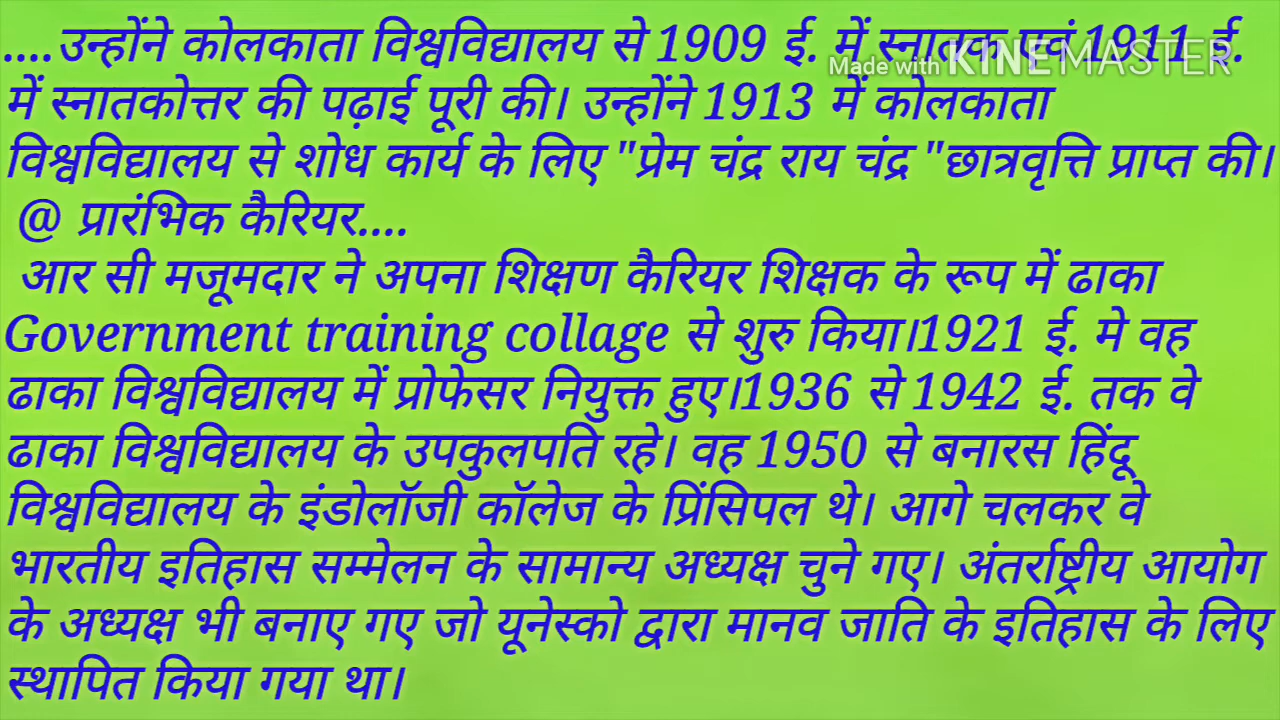 ....उन्होंने कोलकाता विश्वविद्यालय से 1909 ई. में स्नातक एवं 1911 ई.
Made with KINEMASTER
में स्नातकोत्तर की पढ़ाई पूरी की। उन्होंने 1913 में कोलकाता
विश्वविद्यालय से शोध कार्य के लिए "प्रेम चंद्र राय चंद्र "छात्रवृत्ति प्राप्त की।
@ प्रारंभिक कैरियर....
आर सी मजूमदार ने अपना शिक्षण कैरियर शिक्षक के रूप में ढाका
Government training collage से शुरु किया।1921 ई. मे वह
ढाका विश्वविद्यालय में प्रोफेसर नियुक्त हुए।1936 से 1942 ई. तक वे
ढाका विश्वविद्यालय के उपकुलपति रहे। वह 1950 से बनारस हिंदू
विश्वविद्यालय के इंडोलॉजी कॉलेज के प्रिंसिपल थे। आगे चलकर वे
भारतीय इतिहास सम्मेलन के सामान्य अध्यक्ष चुने गए। अंतर्राष्ट्रीय आयोग
के अध्यक्ष भी बनाए गए जो यूनेस्को द्वारा मानव जाति के इतिहास के लिए
स्थापित किया गया था।